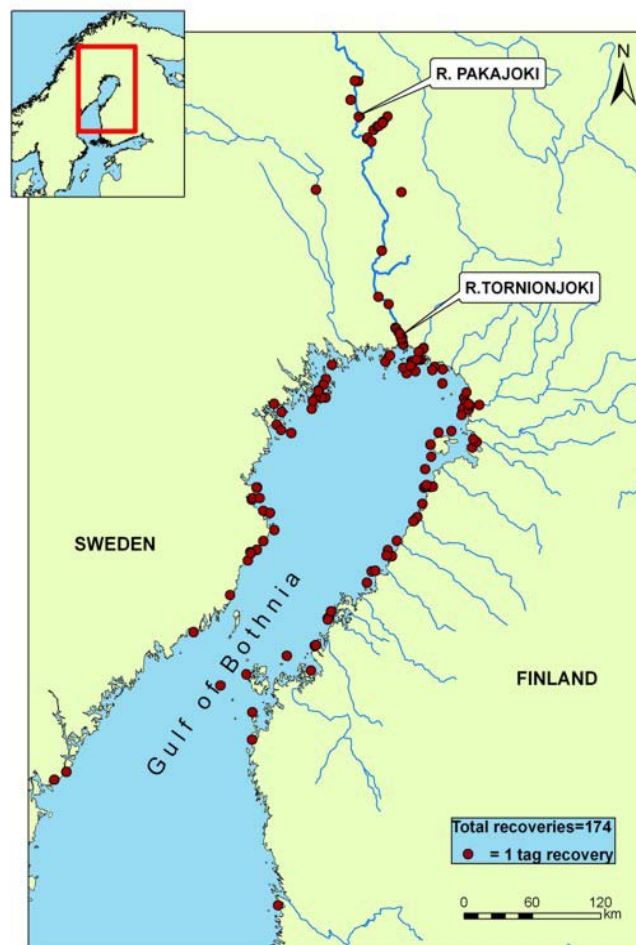 R. PAKAJOKI
N
R.TORNIONJOKI
SWEDEN
Gulf of Bothnia
FINLAND
Total recoveries=174
= 1 tag recovery
0 60 120
km